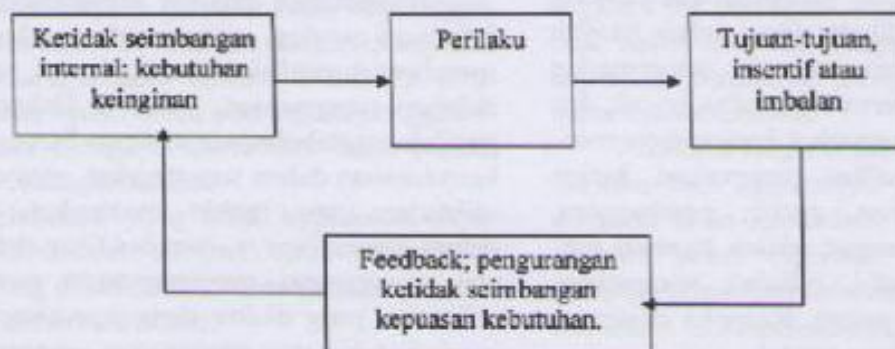 Ketidak seimbangan
internal: kebutuhan
keinginan
Perilaku
Tujuan-tujuan,
insentif atau
imbalan
Feedback; pengurangan
ketidak seimbangan
kepuasan kebutuhan.